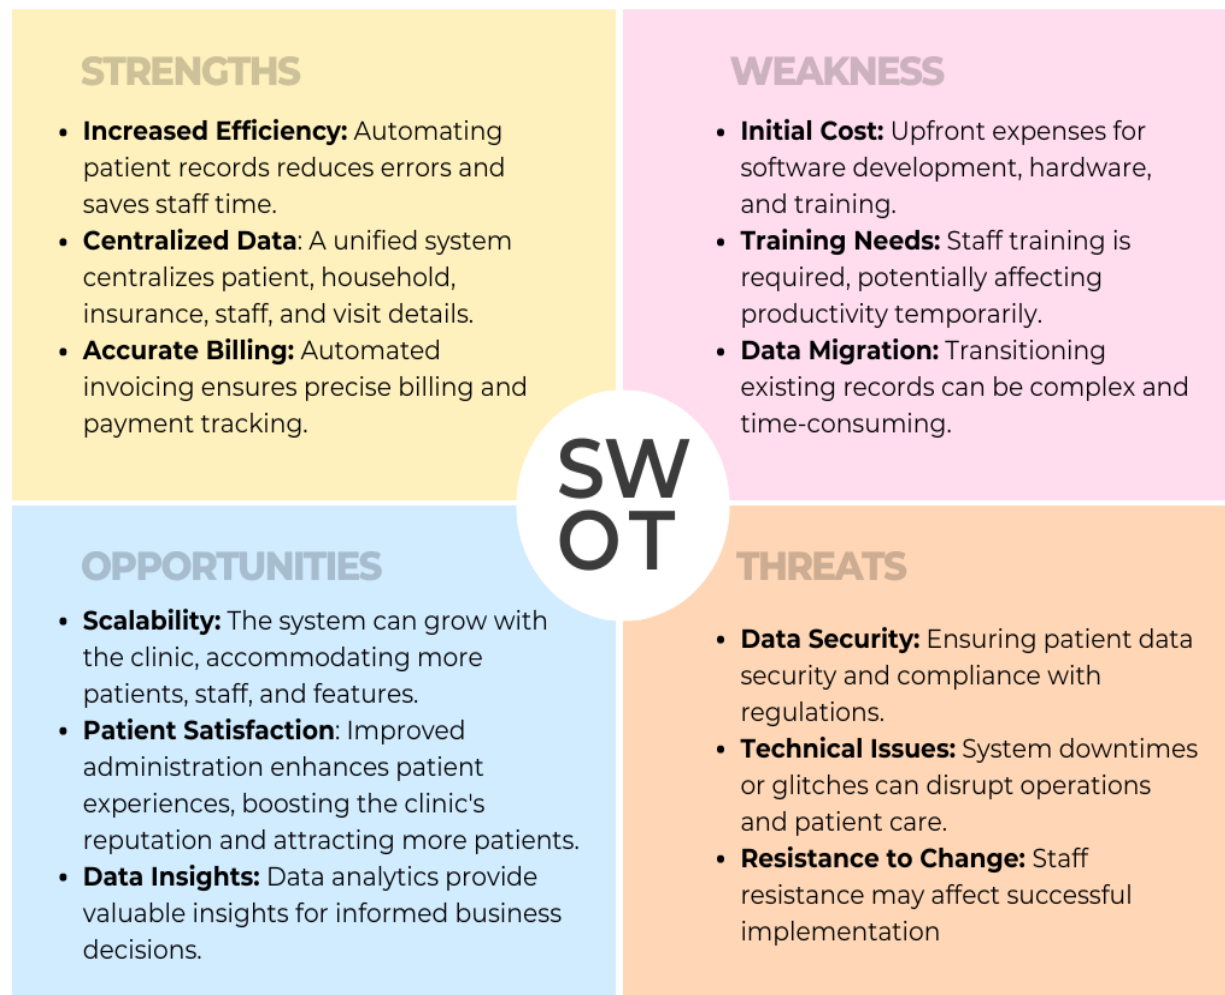 STRENGTHS
• Increased Efficiency: Automating
patient records reduces errors and
saves staff time.
• Centralized Data: A unified system
centralizes patient, household,
insurance, staff, and visit details.
• Accurate Billing: Automated
invoicing ensures precise billing and
payment tracking.
WEAKNESS
• Initial Cost: Upfront expenses for
software development, hardware,
and training.
• Training Needs: Staff training is
required, potentially affecting
productivity temporarily.
• Data Migration: Transitioning
existing records can be complex and
time-consuming.
SW
OT
OPPORTUNITIES
• Scalability: The system can grow with
the clinic, accommodating more
patients, staff, and features.
• Patient Satisfaction: Improved
administration enhances patient
experiences, boosting the clinic's
reputation and attracting more patients.
• Data Insights: Data analytics provide
valuable insights for informed business
decisions.
THREATS
• Data Security: Ensuring patient data
security and compliance with
regulations.
• Technical Issues: System downtimes
or glitches can disrupt operations
and patient care.
• Resistance to Change: Staff
resistance may affect successful
implementation